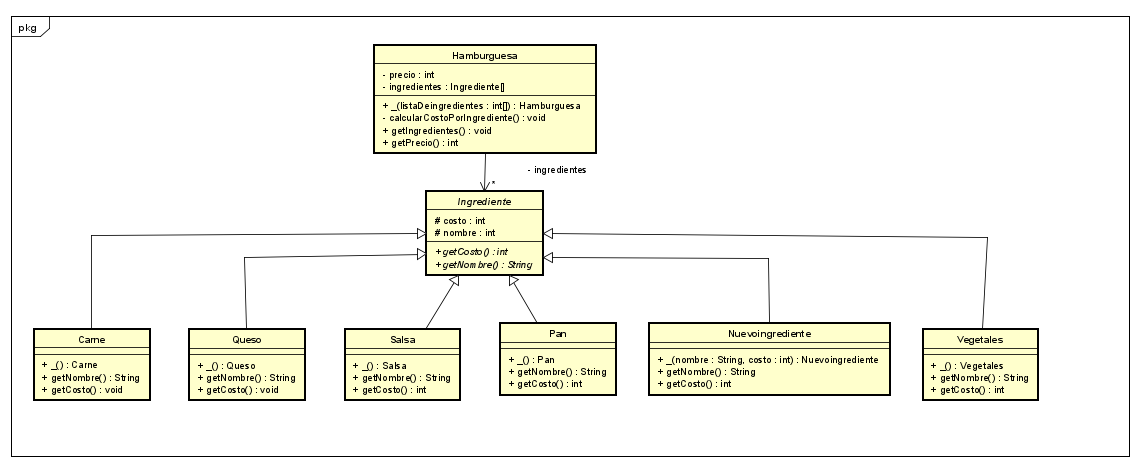 pkg
Hamburguesa
- precio : int
- ingredientes : Ingrediente[]
+ _(listaDeingredientes : int[]) : Hamburguesa
- calcularCostoPorIngrediente() : void
+ getIngredientes() : void
+ getPrecio() : int
- ingredientes
*
Ingrediente
# costo : int
# nombre : int
+ getCosto() : int
+ getNombre() : String
Carne
+ _() : Carne
+ getNombre() : String
+ getCosto() : void
Queso
+ _() : Queso
+ getNombre() : String
+ getCosto() : void
Salsa
+ _() : Salsa
+ getNombre() : String
+ getCosto() : int
Pan
+ _() : Pan
+ getNombre() : String
+ getCosto() : int
Nuevoingrediente
+ _(nombre : String, costo : int) : Nuevoingrediente
+ getNombre() : String
+ getCosto() : int
Vegetales
+ _() : Vegetales
+ getNombre() : String
+ getCosto() : int